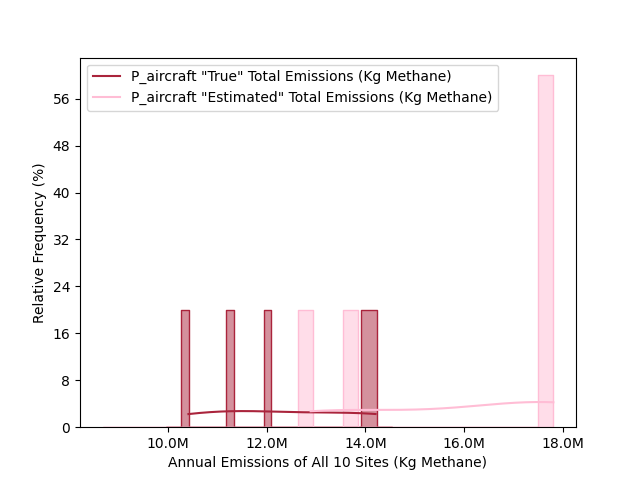 P_aircraft "True" Total Emissions (Kg Methane)
P_aircraft "Estimated" Total Emissions (Kg Methane)
56
48
40
32
24
16
8
0
Relative Frequency (%)
10.0M 12.0M 14.0M 16.0M 18.0M
Annual Emissions of All 10 Sites (Kg Methane)